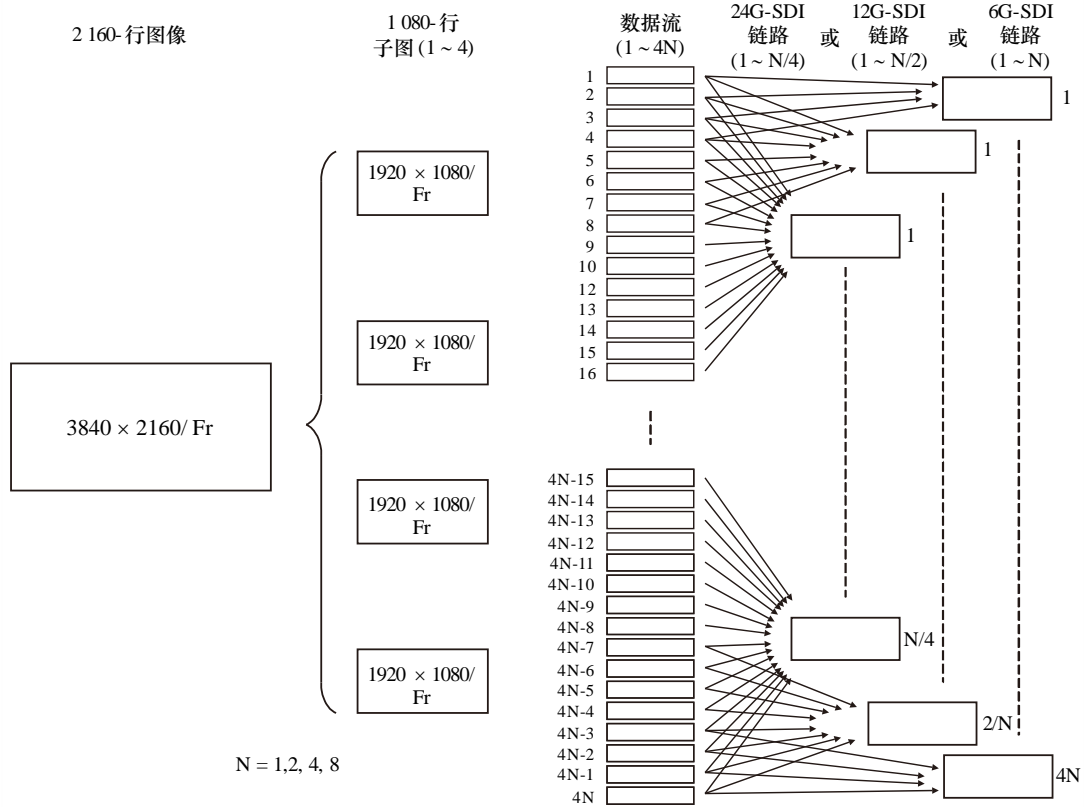 2 160-行图像
1 080-行
子图 (1 ~ 4)
数据流
(1 ~ 4N)
24G-SDI
链路
(1 ~ N/4)
或
12G-SDI
链路
(1 ~ N/2)
或
6G-SDI
链路
(1 ~ N)
3840 × 2160/ Fr
1920 × 1080/
Fr
1920 × 1080/
Fr
1920 × 1080/
Fr
1920 × 1080/
Fr
N = 1,2, 4, 8
1
2
3
4
5
6
7
8
9
10
12
13
14
15
16
4N-15
4N-14
4N-13
4N-12
4N-11
4N-10
4N-9
4N-8
4N-7
4N-6
4N-5
4N-4
4N-3
4N-2
4N-1
4N
1
1
1
N/4
2/N
4N